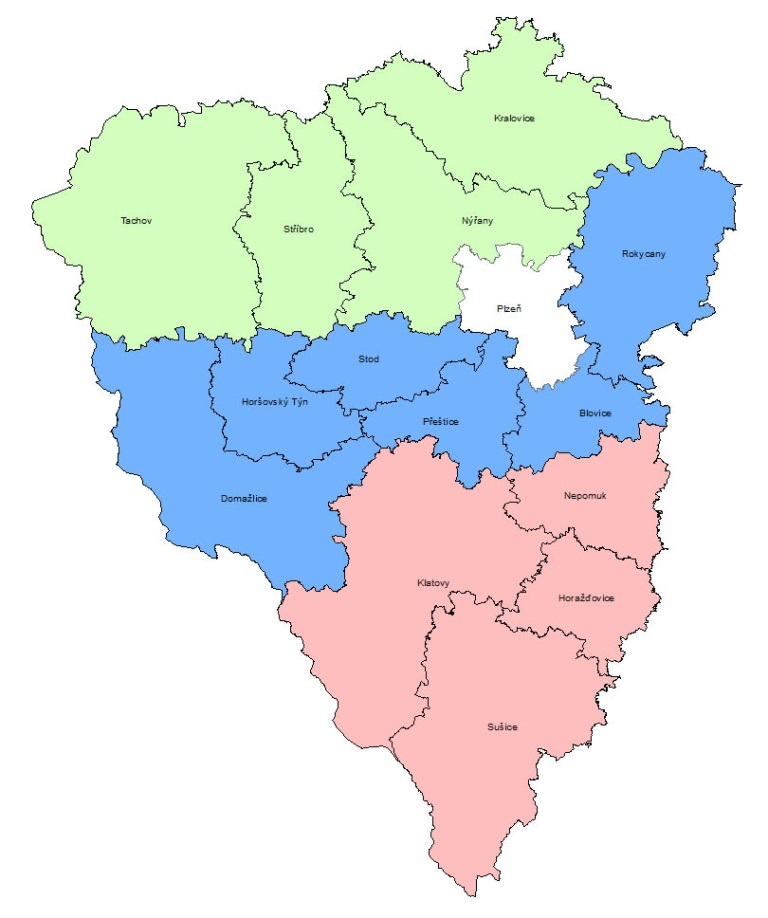 Kralovice
Tachov
Stříbro
Nýřany
Rokycany
Plzeň
Stod
Horšovský Týn
Přeštice
Blovice
Domažlice
Nepomuk
Klatovy
Horažďovice
Sušice